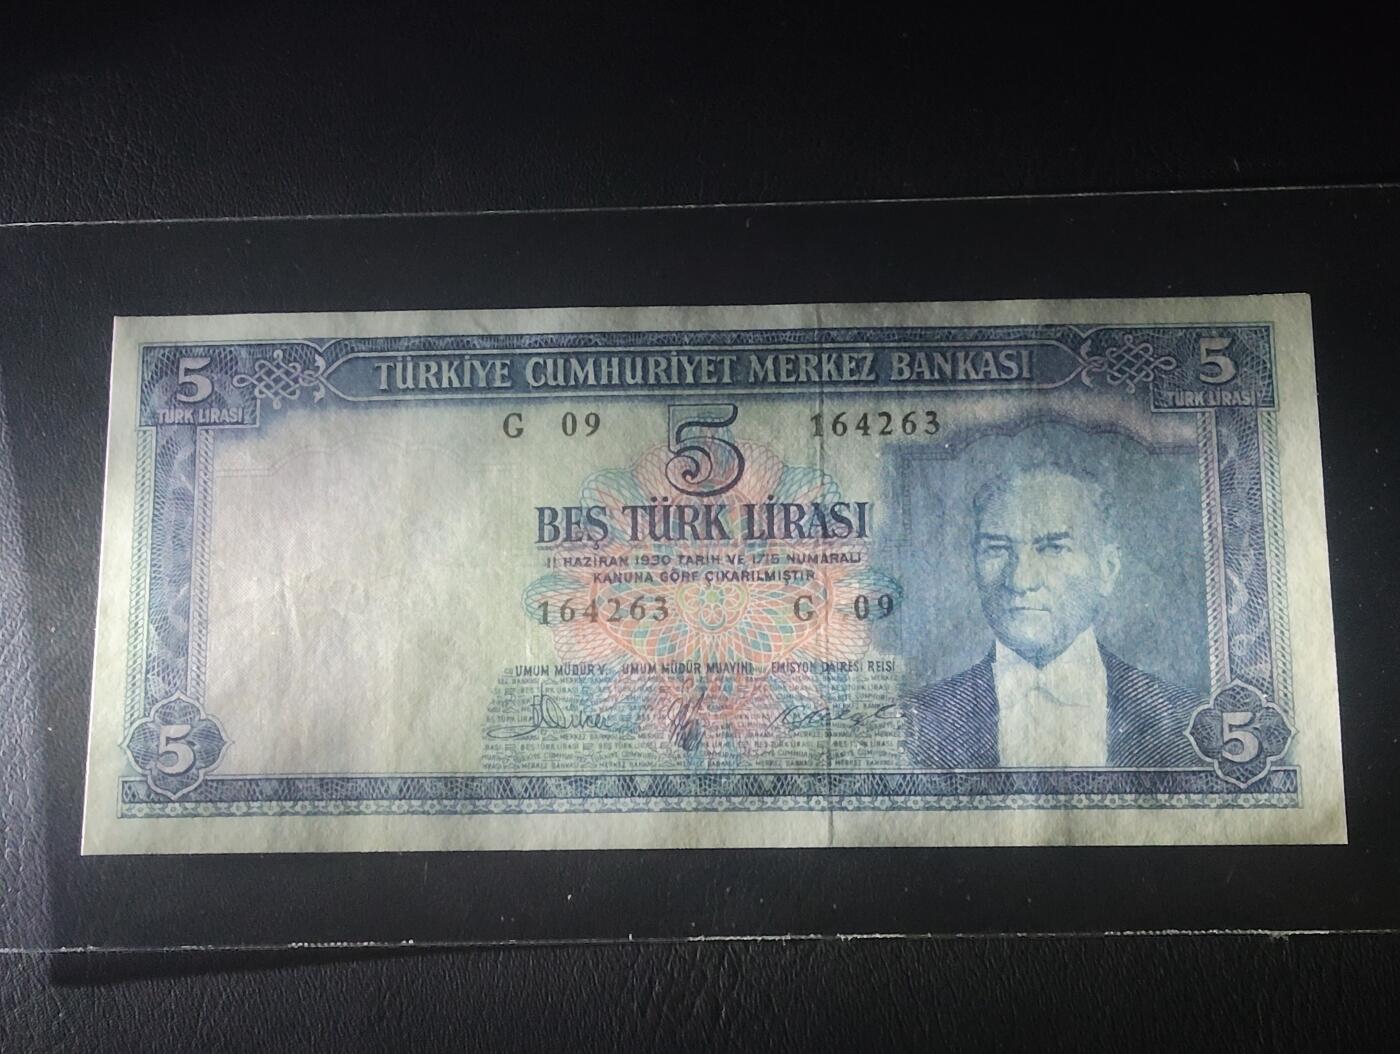 5 TÜRKİYE CUMHURİYET MERKEZ BANKASI 5
TÜRK LİRASI TÜRK LİRASI
G 09 5 164263
BEŞ TÜRK LİRASI
11 HAZİRAN 1930 TARİH VE 1715 NUMARALI
KANUNA GÖRE ÇIKARILMIŞTIR
164263 G 09
UMUM MÜDÜR V. UMUM MÜDÜR MUAVİNİ EMİSYON DAİRESİ REİSİ
5 5